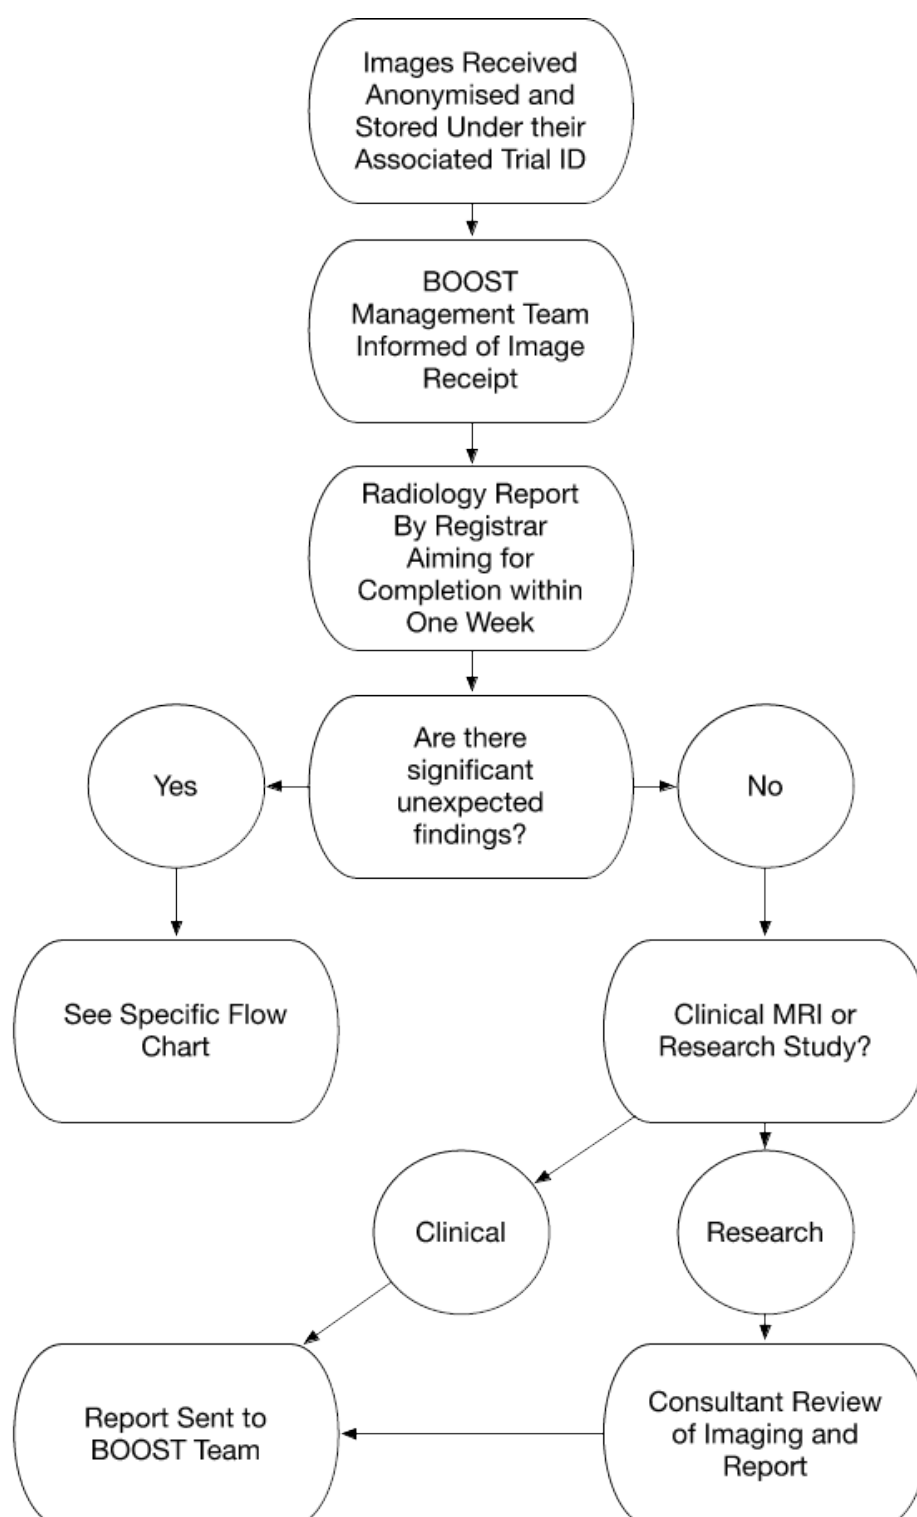 Images Received
Anonymised and
Stored Under their
Associated Trial ID
BOOST
Management Team
Informed of Image
Receipt
Radiology Report
By Registrar
Aiming for
Completion within
One Week
Are there
significant
unexpected
findings?
Yes
No
See Specific Flow
Chart
Clinical MRI or
Research Study?
Clinical
Research
Report Sent to
BOOST Team
Consultant Review
of Imaging and
Report